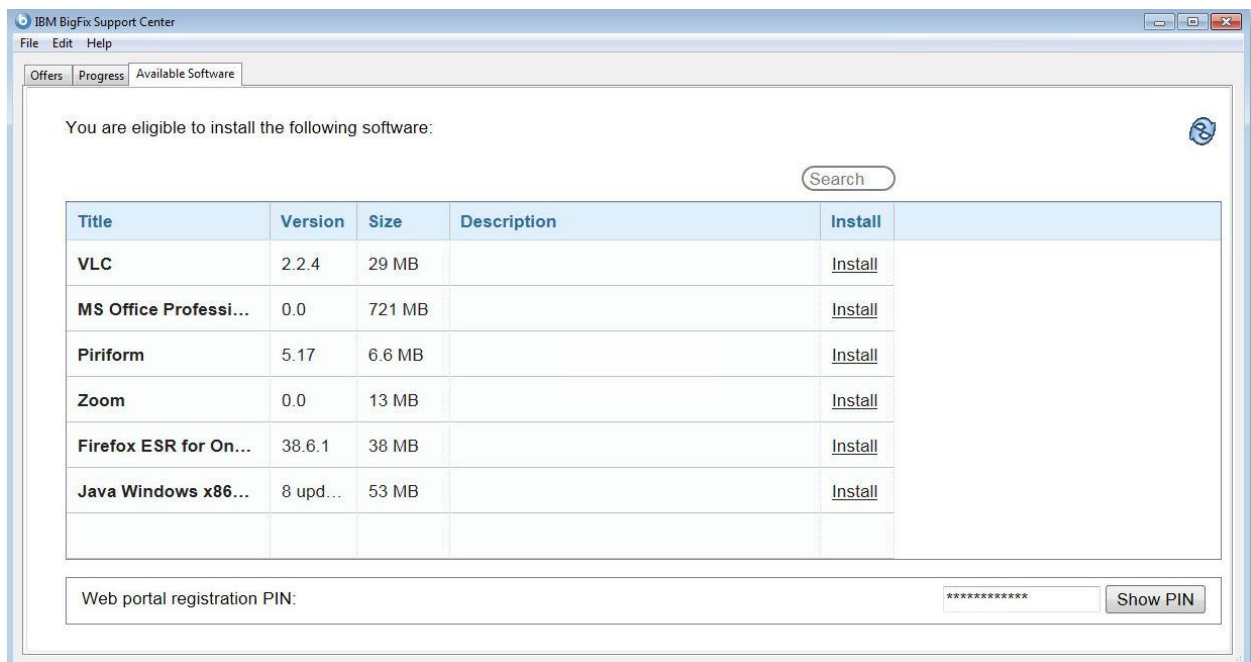 IBM BigFix Support Center
File Edit Help
Offers Progress Available Software
You are eligible to install the following software:
Search
Title Version Size Description Install
VLC 2.2.4 29 MB Install
MS Office Professi... 0.0 721 MB Install
Piriform 5.17 6.6 MB Install
Zoom 0.0 13 MB Install
Firefox ESR for On... 38.6.1 38 MB Install
Java Windows x86... 8 upd... 53 MB Install
Web portal registration PIN: ************ Show PIN